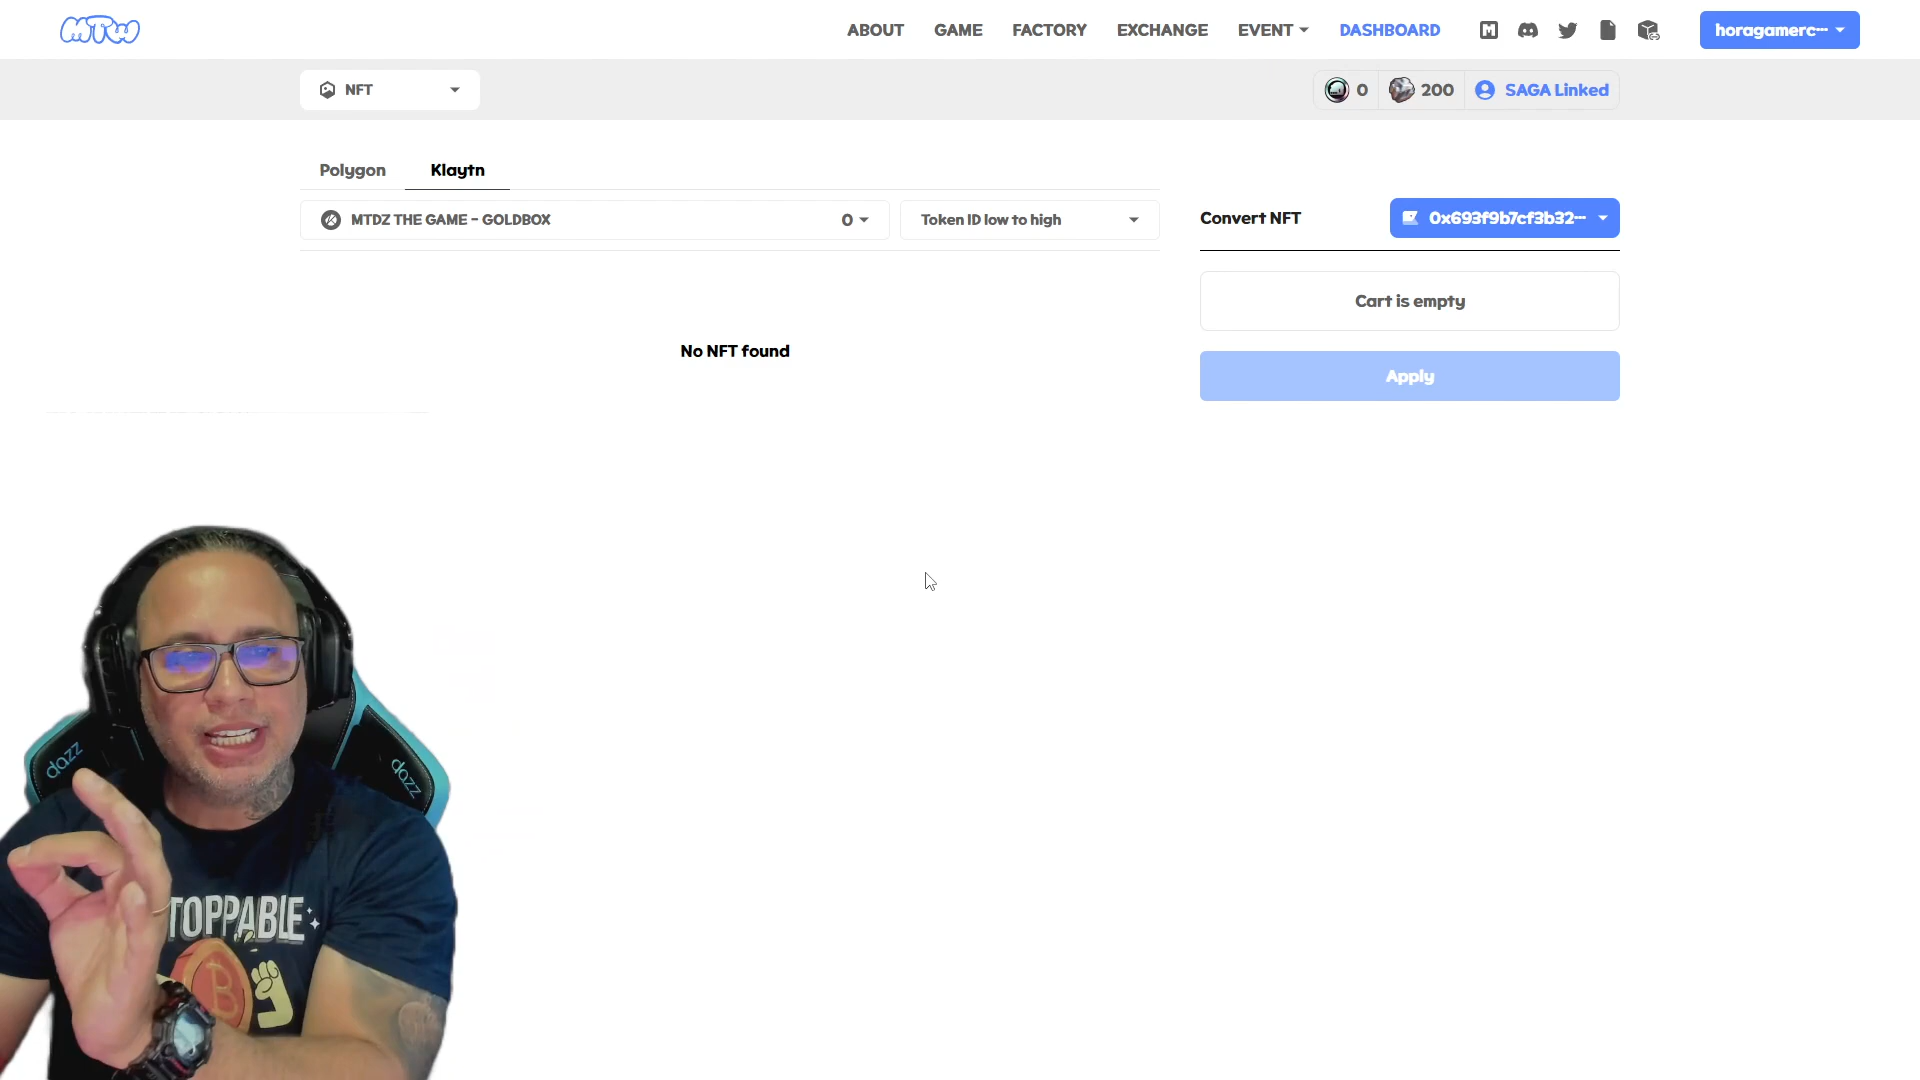 MTW
ABOUT GAME FACTORY EXCHANGE EVENT DASHBOARD horagamerc···
NFT
0 200 SAGA Linked
Polygon Klaytn
MTDZ THE GAME - GOLDBOX 0 Token ID low to high
Convert NFT 0x693f9b7cf3b32···
No NFT found
Cart is empty
Apply
dazz dazz
TOPPABLE
B